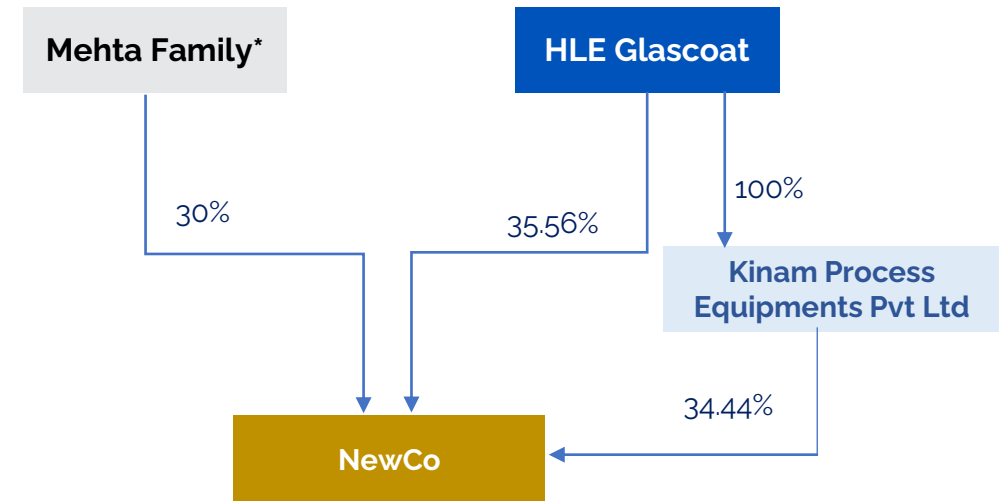 Mehta Family*
HLE Glascoat
30%
35.56%
100%
Kinam Process
Equipments Pvt Ltd
34.44%
NewCo